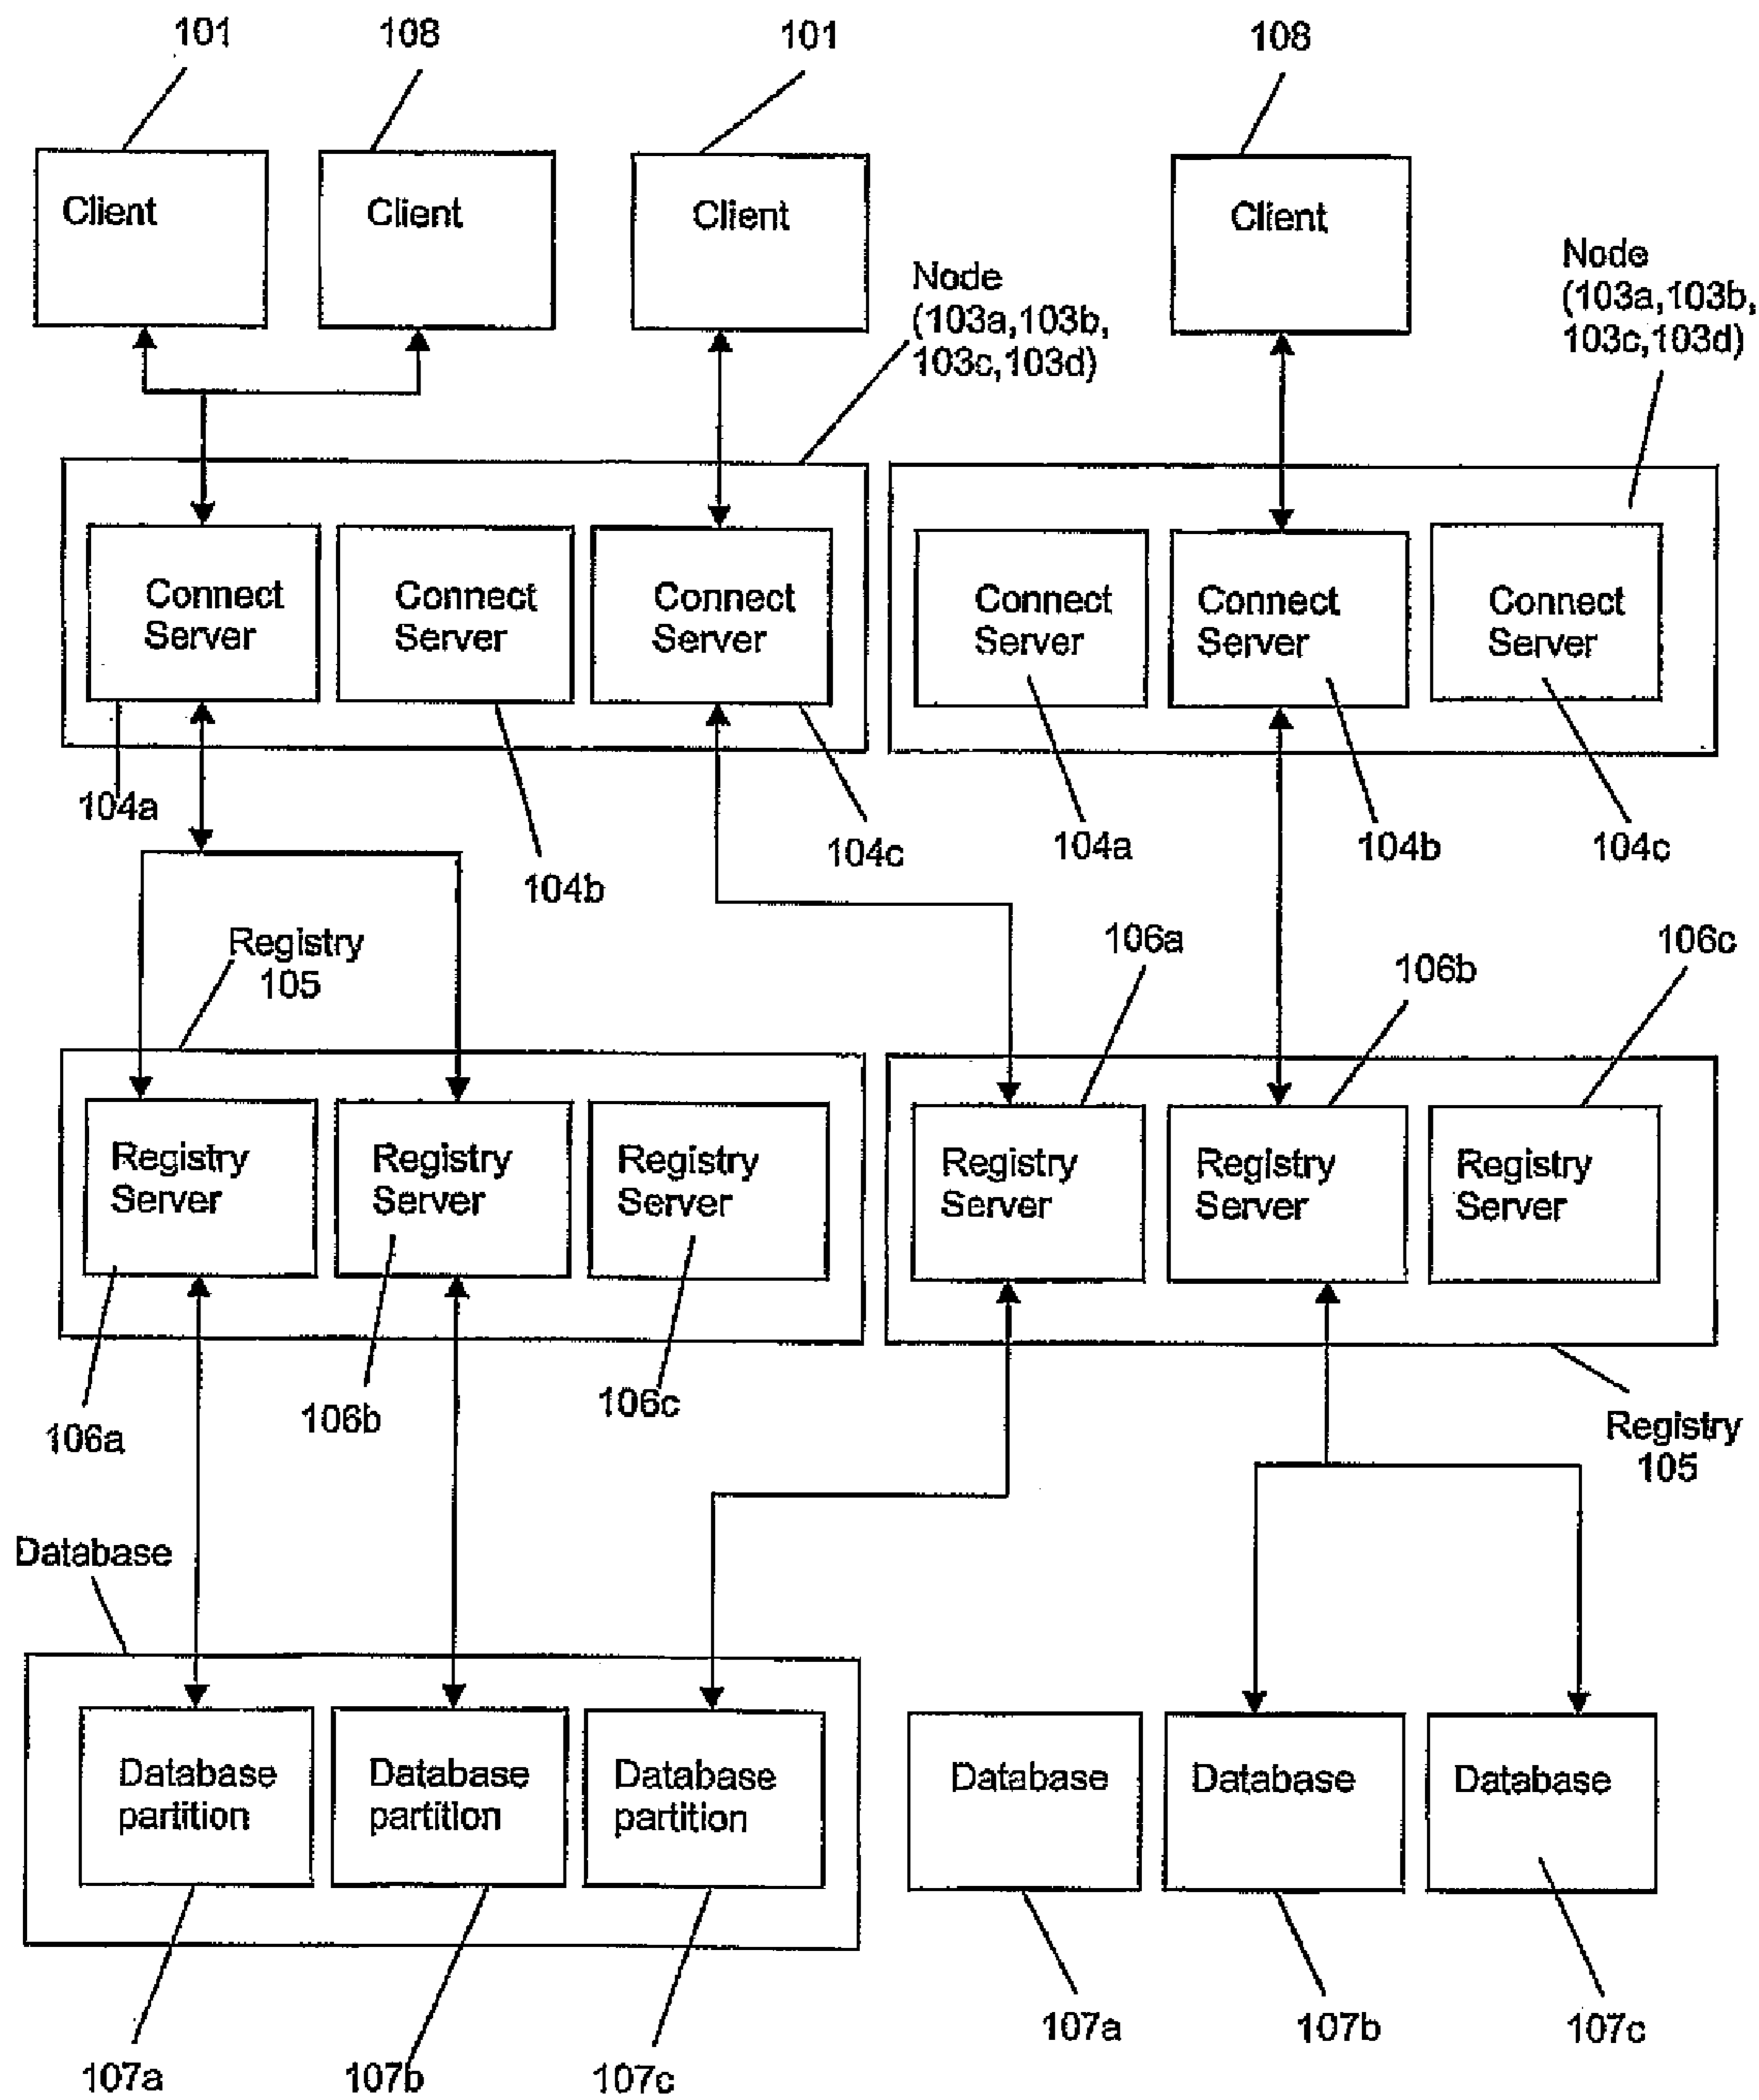 101
108
101
108
Client
Client
Client
Client
Node
(103a,103b,
103c,103d)
Node
(103a,103b,
103c,103d)
Connect
Server
Connect
Server
Connect
Server
Connect
Server
Connect
Server
Connect
Server
104a
104b
104c
104a
104b
104c
Registry
105
106a
106b
106c
Registry
Server
Registry
Server
Registry
Server
Registry
Server
Registry
Server
Registry
Server
106a
106b
106c
Registry
105
Database
Database
partition
Database
partition
Database
partition
Database
Database
Database
107a
107b
107c
107a
107b
107c